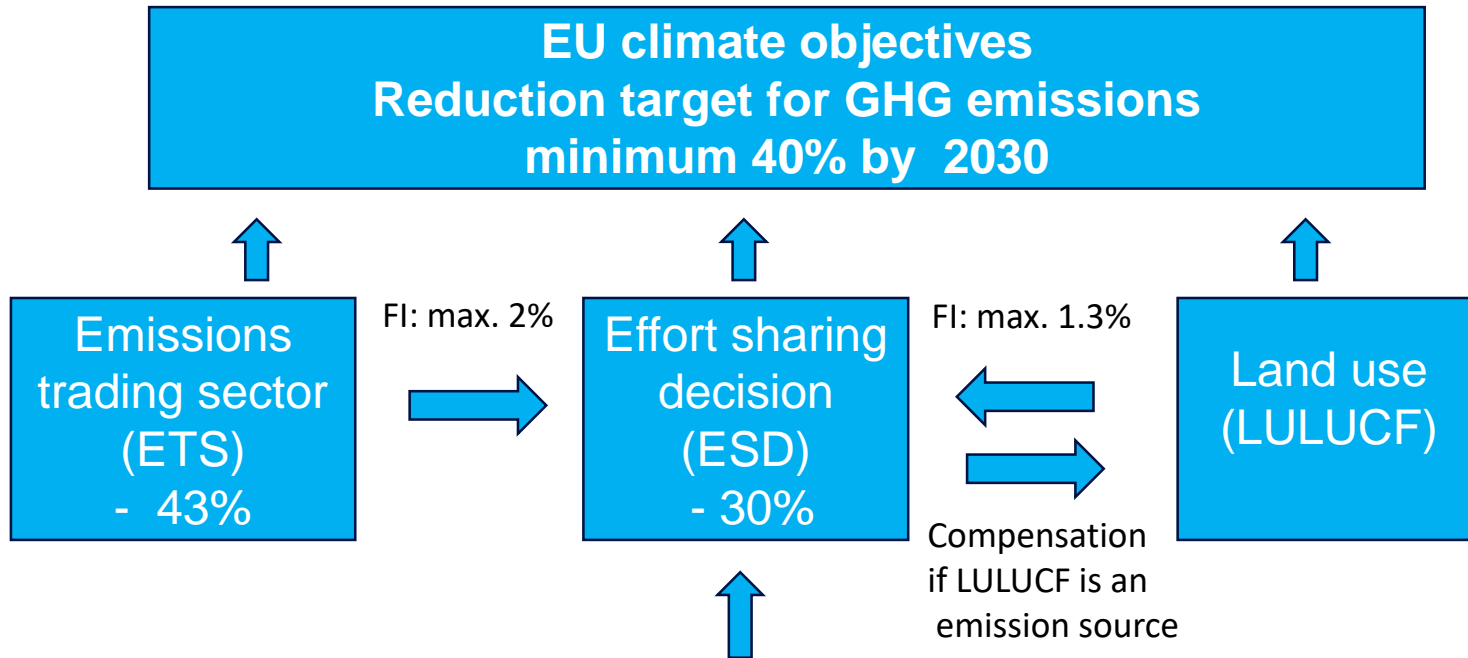 EU climate objectives
Reduction target for GHG emissions
minimum 40% by 2030
Emissions
trading sector
(ETS)
- 43%
FI: max. 2%
Effort sharing
decision
(ESD)
- 30%
FI: max. 1.3%
Compensation
if LULUCF is an
emission source
Land use
(LULUCF)